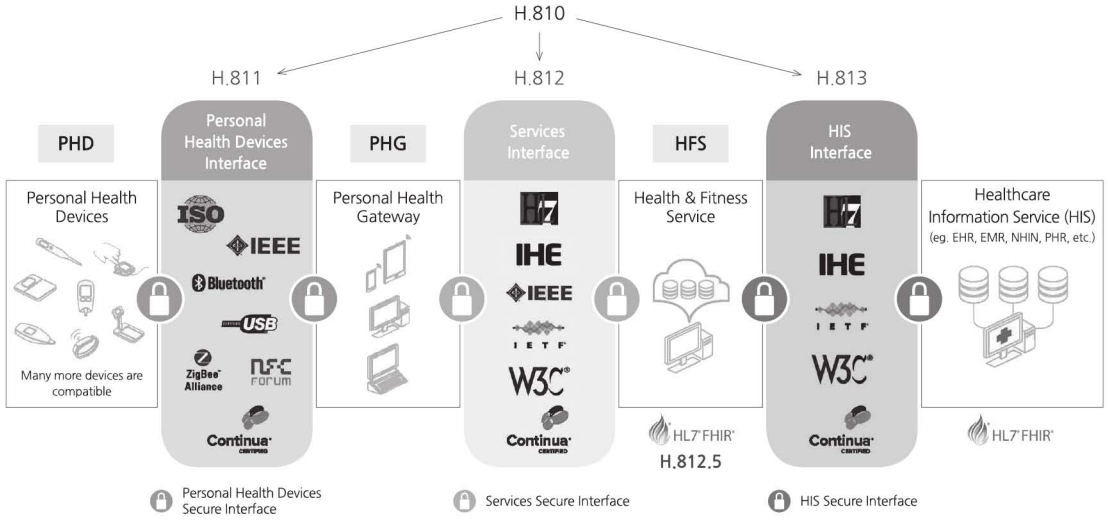 H.810
H.811
H.812
H.813
PHD
Personal
Health Devices
Interface
PHG
Services
Interface
HFS
HIS
Interface
Personal Health
Devices
Many more devices are
compatible
ISO
IEEE
Bluetooth®
CERTIFIED USB
ZigBee™
Alliance
NFC
FORUM
Continua®
CERTIFIED
Personal Health
Gateway
H7
IHE
IEEE
I E T F®
W3C®
Continua®
CERTIFIED
Health & Fitness
Service
HL7® FHIR®
H.812.5
H7
IHE
I E T F®
W3C®
Continua®
CERTIFIED
Healthcare
Information Service (HIS)
(eg. EHR, EMR, NHIN, PHR, etc.)
HL7® FHIR®
Personal Health Devices
Secure Interface
Services Secure Interface
HIS Secure Interface